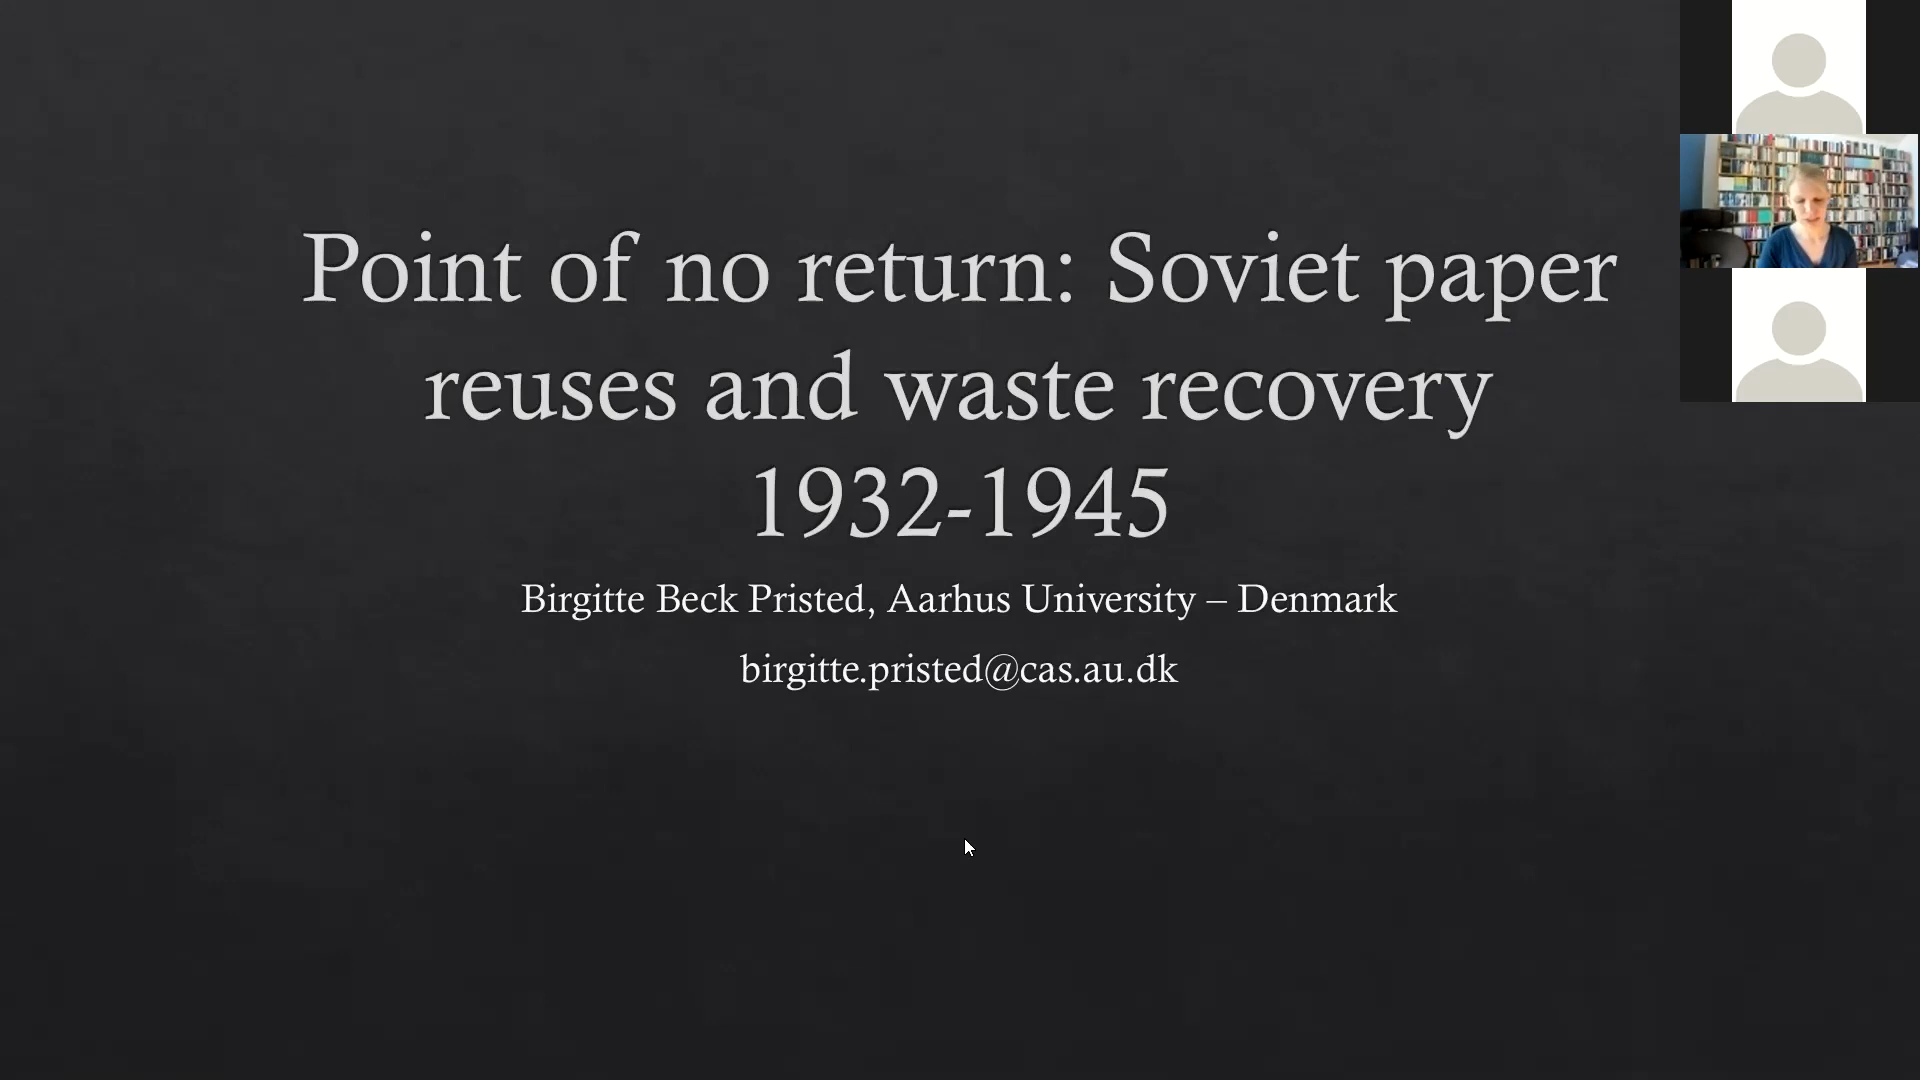 Point of no return: Soviet paper
reuses and waste recovery
1932-1945
Birgitte Beck Pristed, Aarhus University – Denmark
birgitte.pristed@cas.au.dk